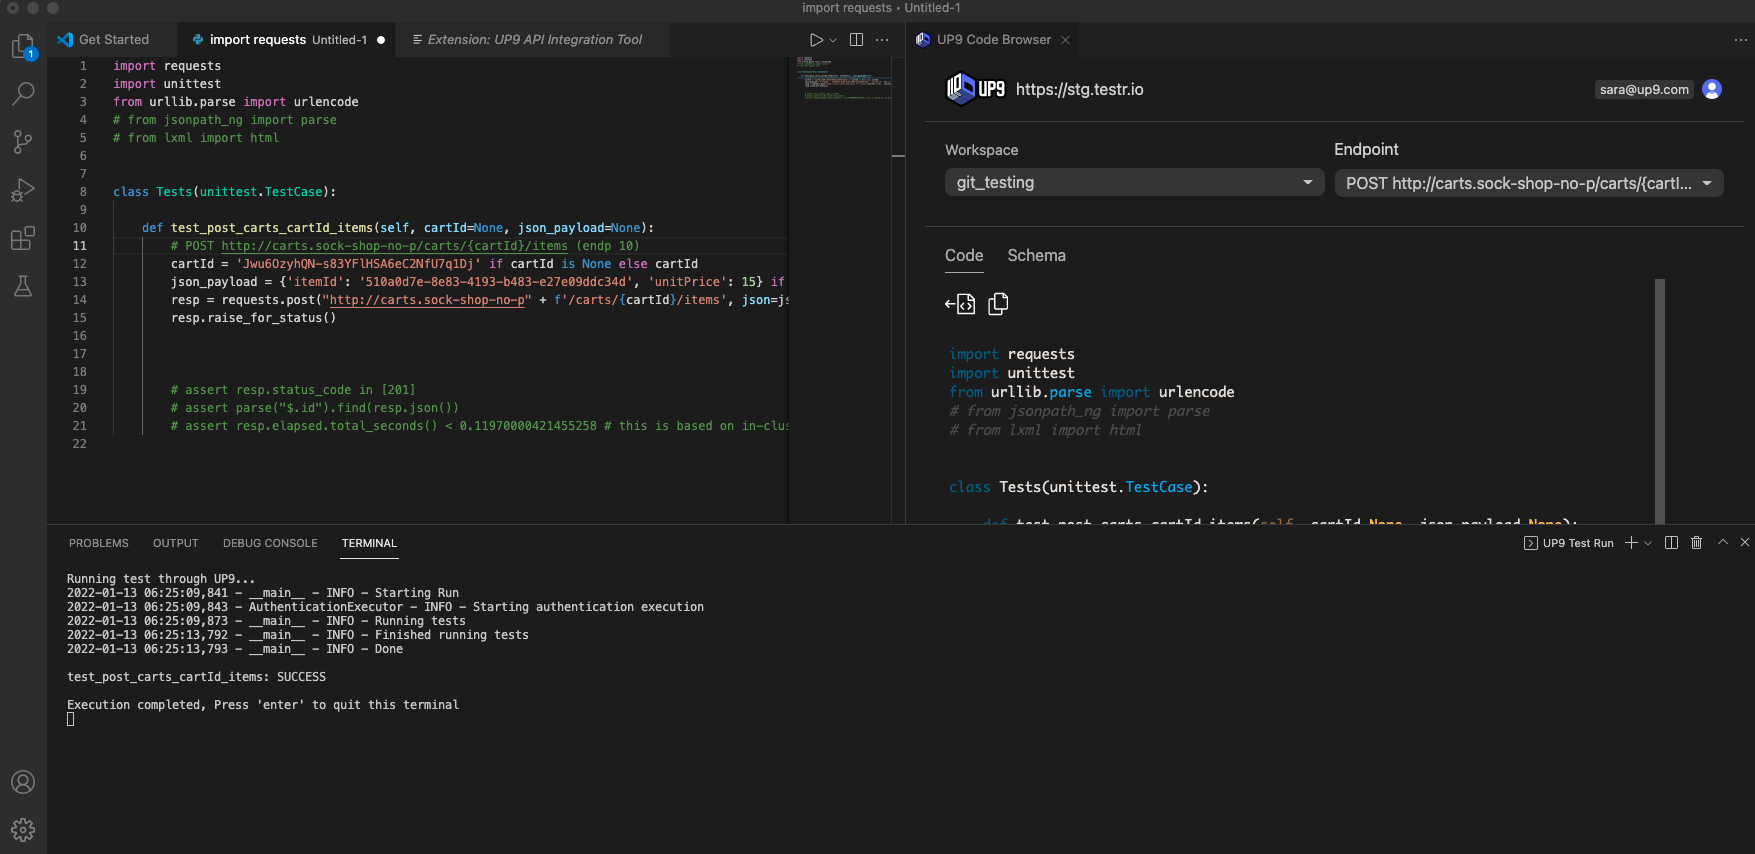 import requests • Untitled-1
Get Started
import requests Untitled-1
Extension: UP9 API Integration Tool
UP9 Code Browser
1
1 import requests
2 import unittest
3 from urllib.parse import urlencode
4 # from jsonpath_ng import parse
5 # from lxml import html
6
7
8 class Tests(unittest.TestCase):
9
10 def test_post_carts_cartId_items(self, cartId=None, json_payload=None):
11 # POST http://carts.sock-shop-no-p/carts/{cartId}/items (endp 10)
12 cartId = 'Jwu6OzyhQN-s83YFlHSA6eC2NfU7q1Dj' if cartId is None else cartId
13 json_payload = {'itemId': '510a0d7e-8e83-4193-b483-e27e09ddc34d', 'unitPrice': 15} if
14 resp = requests.post("http://carts.sock-shop-no-p" + f'/carts/{cartId}/items', json=js
15 resp.raise_for_status()
16
17
18
19 # assert resp.status_code in [201]
20 # assert parse("$.id").find(resp.json())
21 # assert resp.elapsed.total_seconds() < 0.11970000421455258 # this is based on in-clus
22
UP9 https://stg.testr.io
sara@up9.com
Workspace
Endpoint
git_testing
POST http://carts.sock-shop-no-p/carts/{cartI...
Code Schema
import requests
import unittest
from urllib.parse import urlencode
# from jsonpath_ng import parse
# from lxml import html
class Tests(unittest.TestCase):
def test_post_carts_cartId_items(self, cartId=None, json_payload=None):
PROBLEMS OUTPUT DEBUG CONSOLE TERMINAL
UP9 Test Run
Running test through UP9...
2022-01-13 06:25:09,841 - __main__ - INFO - Starting Run
2022-01-13 06:25:09,843 - AuthenticationExecutor - INFO - Starting authentication execution
2022-01-13 06:25:09,873 - __main__ - INFO - Running tests
2022-01-13 06:25:13,792 - __main__ - INFO - Finished running tests
2022-01-13 06:25:13,793 - __main__ - INFO - Done
test_post_carts_cartId_items: SUCCESS
Execution completed, Press 'enter' to quit this terminal